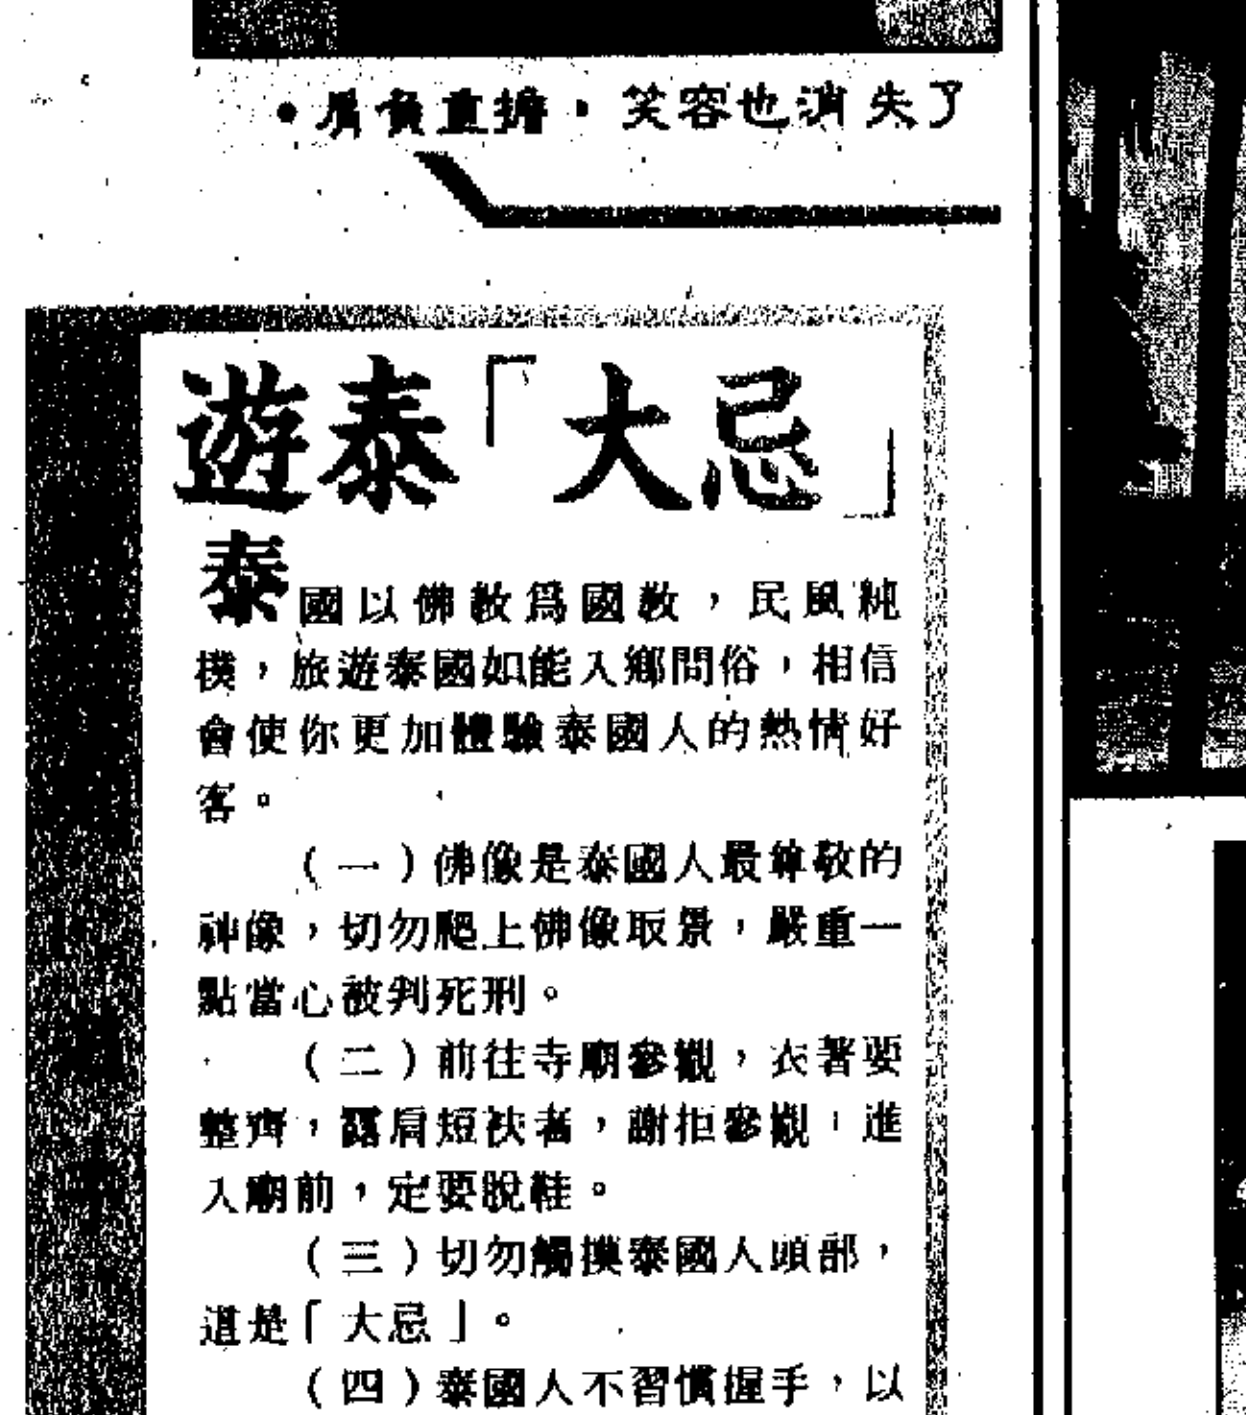 •肩負重擔，笑容也消失了
遊泰「大忌」
泰國以佛教爲國教，民風純
樸，旅遊泰國如能入鄉問俗，相信
會使你更加體驗泰國人的熱情好
客。
（一）佛像是泰國人最尊敬的
神像，切勿爬上佛像取景，嚴重一
點當心被判死刑。
（二）前往寺廟參觀，衣著要
整齊，露肩短衭者，謝拒參觀，進
入廟前，定要脫鞋。
（三）切勿觸摸泰國人頭部，
這是「大忌」。
（四）泰國人不習慣握手，以